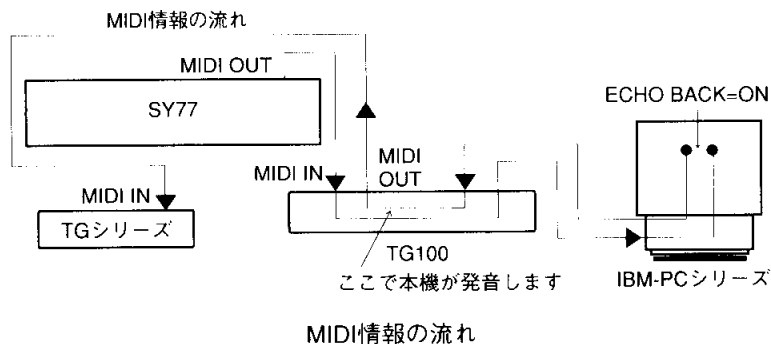 MIDI情報の流れ
MIDI OUT
SY77
ECHO BACK=ON
MIDI IN
MIDI
OUT
MIDI IN
TGシリーズ
TG100
ここで本機が発音します
IBM-PCシリーズ
MIDI情報の流れ